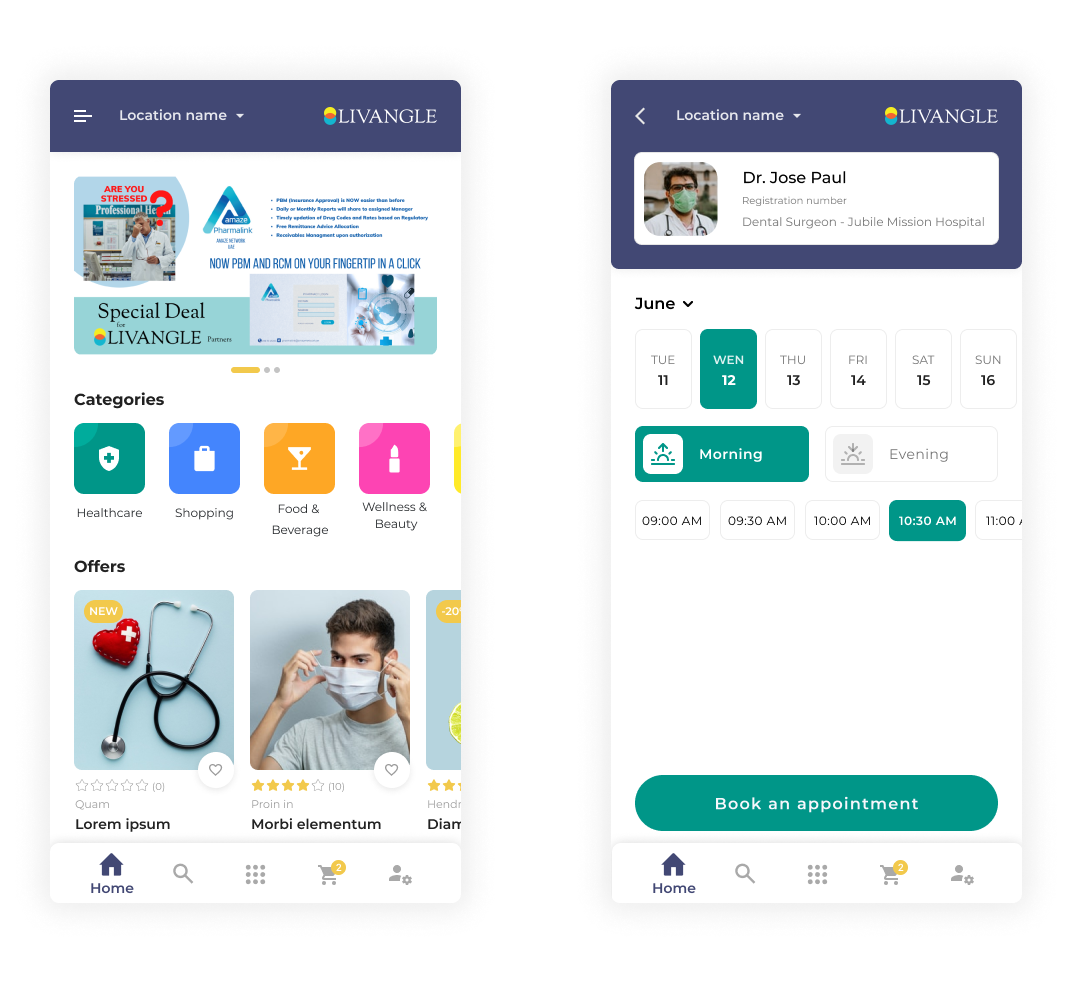 Location name
LIVANGLE
ARE YOU
STRESSED
?
Professional
amaze
Pharmalink
AMAZE NETWORK
UAE
• PBM (Insurance Approval) is NOW easier than before
• Daily or Monthly Reports will share to assigned Manager
• Timely updation of Drug Codes and Rates based on Regulatory
• Free Remittance Advice Allocation
• Receivables Managment upon authorization
NOW PBM AND RCM ON YOUR FINGERTIP IN A CLICK
Special Deal
for
LIVANGLE Partners
Categories
Healthcare
Shopping
Food &
Beverage
Wellness &
Beauty
Offers
NEW
-20%
(0)
Quam
Lorem ipsum
(10)
Proin in
Morbi elementum
Hendr
Diam
Home
2
Location name
LIVANGLE
Dr. Jose Paul
Registration number
Dental Surgeon - Jubile Mission Hospital
June
TUE
11
WEN
12
THU
13
FRI
14
SAT
15
SUN
16
Morning
Evening
09:00 AM
09:30 AM
10:00 AM
10:30 AM
11:00
Book an appointment
Home
2